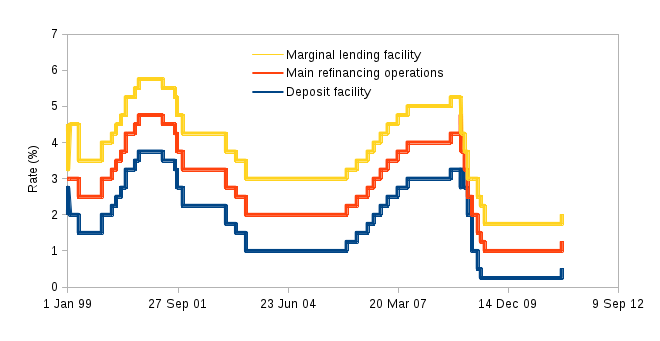 7
6
5
4
3
2
1
0
Rate (%)
Marginal lending facility
Main refinancing operations
Deposit facility
1 Jan 99 27 Sep 01 23 Jun 04 20 Mar 07 14 Dec 09 9 Sep 12